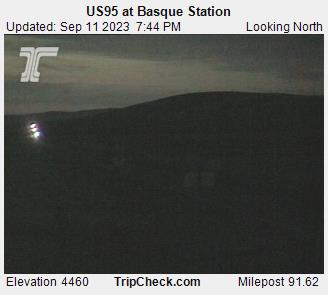 US95 at Basque Station
Updated: Sep 11 2023 7:44 PM Looking North
Elevation 4460 TripCheck.com Milepost 91.62